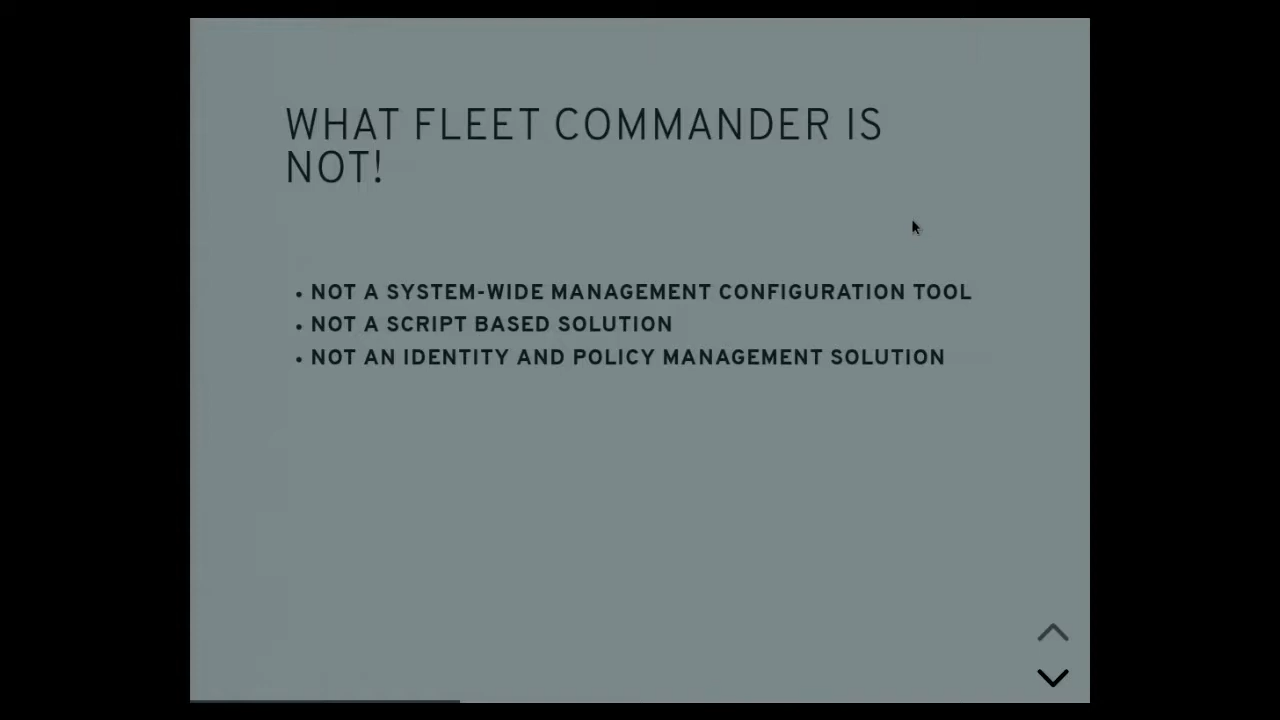 WHAT FLEET COMMANDER IS
NOT!
• NOT A SYSTEM-WIDE MANAGEMENT CONFIGURATION TOOL
• NOT A SCRIPT BASED SOLUTION
• NOT AN IDENTITY AND POLICY MANAGEMENT SOLUTION